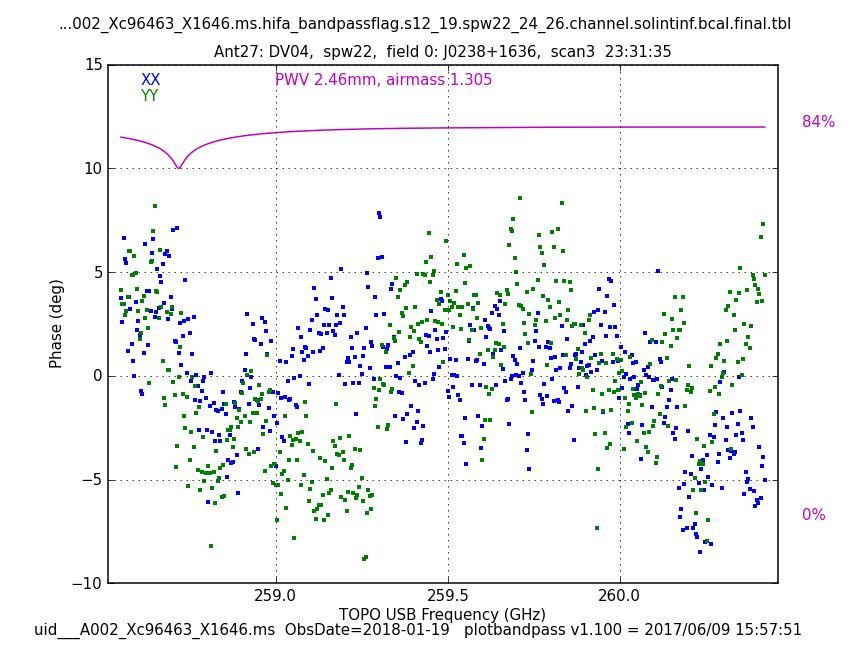 ...002_Xc96463_X1646.ms.hifa_bandpassflag.s12_19.spw22_24_26.channel.solintinf.bcal.final.tbl
Ant27: DV04, spw22, field 0: J0238+1636, scan3 23:31:35
15
XX
PWV 2.46mm, airmass 1.305
YY
84%
10
5
Phase (deg)
0
−5
0%
−10
259.0
259.5
260.0
TOPO USB Frequency (GHz)
uid___A002_Xc96463_X1646.ms ObsDate=2018-01-19 plotbandpass v1.100 = 2017/06/09 15:57:51